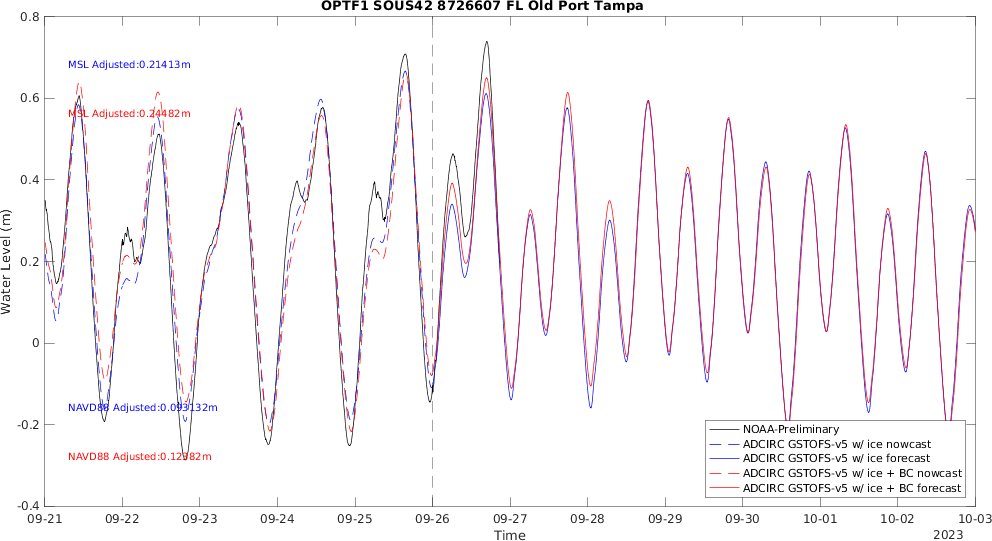 OPTF1 SOUS42 8726607 FL Old Port Tampa
0.8
0.6
0.4
0.2
0
-0.2
-0.4
Water Level (m)
MSL Adjusted:0.21413m
MSL Adjusted:0.24482m
NAVD88 Adjusted:0.093132m
NAVD88 Adjusted:0.12382m
NOAA-Preliminary
ADCIRC GSTOFS-v5 w/ ice nowcast
ADCIRC GSTOFS-v5 w/ ice forecast
ADCIRC GSTOFS-v5 w/ ice + BC nowcast
ADCIRC GSTOFS-v5 w/ ice + BC forecast
09-21 09-22 09-23 09-24 09-25 09-26 09-27 09-28 09-29 09-30 10-01 10-02 10-03
Time
2023